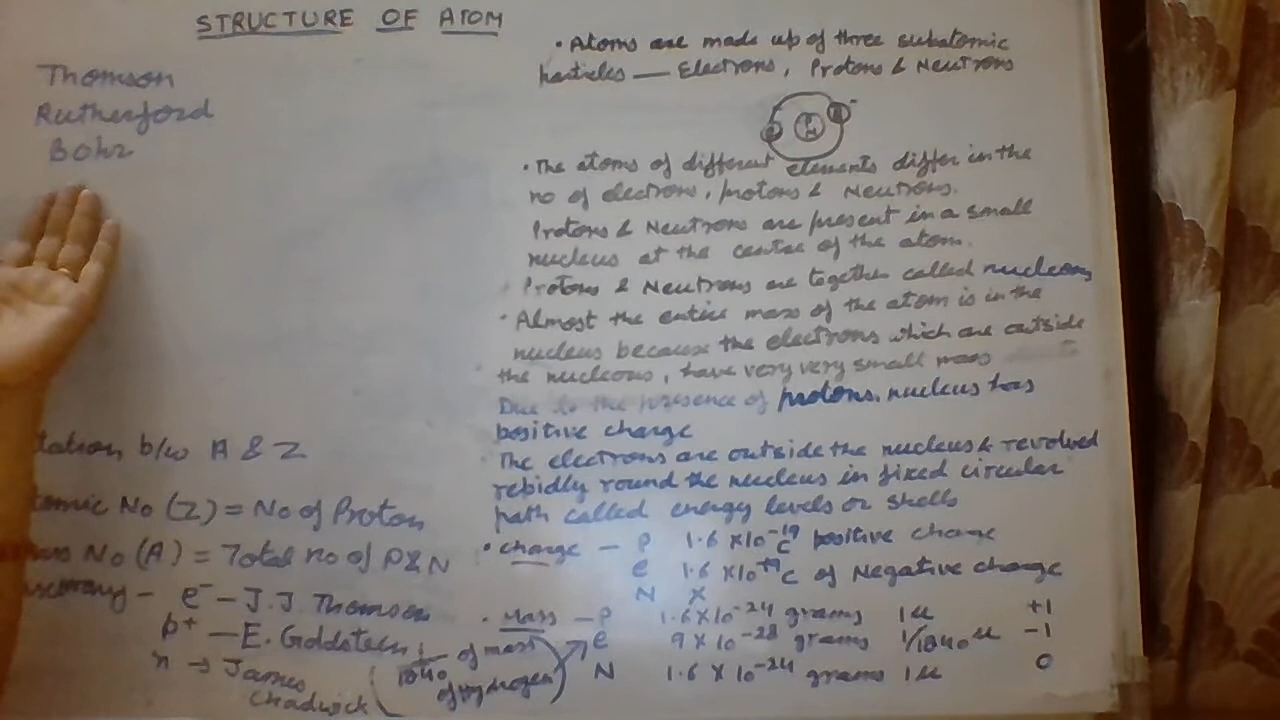 STRUCTURE OF ATOM
Thomson
Rutherford
Bohr
lation b/w A & Z
omic No (Z) = No of Proton
No (A) = Total no of P & N
e⁻ – J.J. Thomson
p⁺ — E. Goldstein
n → James
Chadwick
(1/1840 of mass
of Hydrogen)
• Atoms are made up of three subatomic
particles — Electrons, Protons & Neutrons
• The atoms of different elements differ in the
no of electrons, protons & Neutrons.
Protons & Neutrons are present in a small
nucleus at the centre of the atom.
• Protons & Neutrons are together called nucleons
• Almost the entire mass of the atom is in the
nucleus because the electrons which are outside
the nucleous, have very very small mass
Due to the presence of protons, nucleus has
positive charge
• The electrons are outside the nucleus & revolved
rebidly round the nucleus in fixed circular
path called energy levels or shells
• charge – P 1.6 X10⁻¹⁹ C positive charge
e 1.6 X10⁻¹⁹ C of Negative charge
N X
• Mass – P 1.6 X 10⁻²⁴ grams 1u +1
e 9 X 10⁻²⁸ grams 1/1840 u –1
N 1.6 X 10⁻²⁴ grams 1u 0